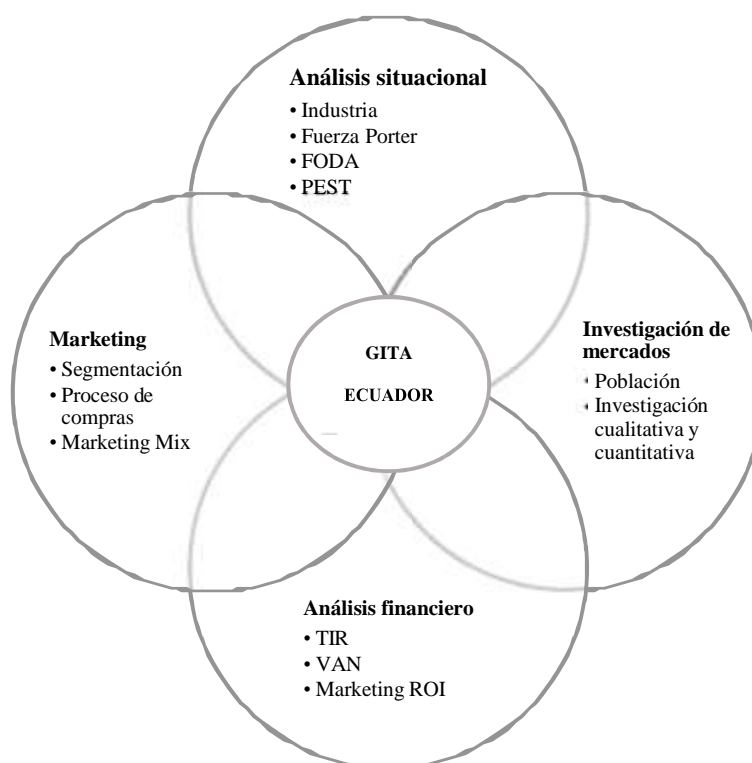 Análisis situacional
• Industria
• Fuerza Porter
• FODA
• PEST
Marketing
• Segmentación
• Proceso de
compras
• Marketing Mix
GITA
ECUADOR
Investigación de
mercados
• Población
• Investigación
cualitativa y
cuantitativa
Análisis financiero
• TIR
• VAN
• Marketing ROI